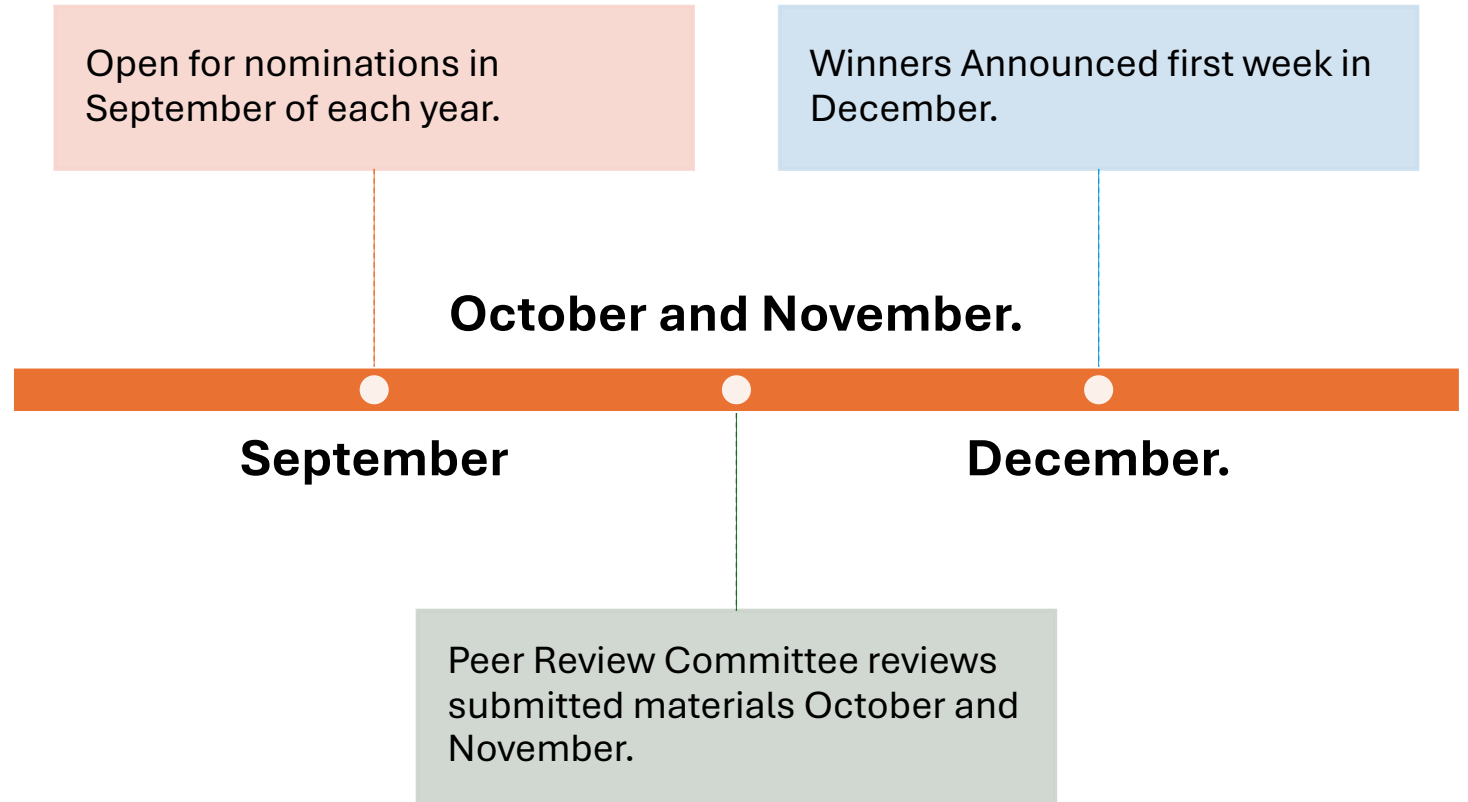 Open for nominations in
September of each year.
Winners Announced first week in
December.
October and November.
September
December.
Peer Review Committee reviews
submitted materials October and
November.